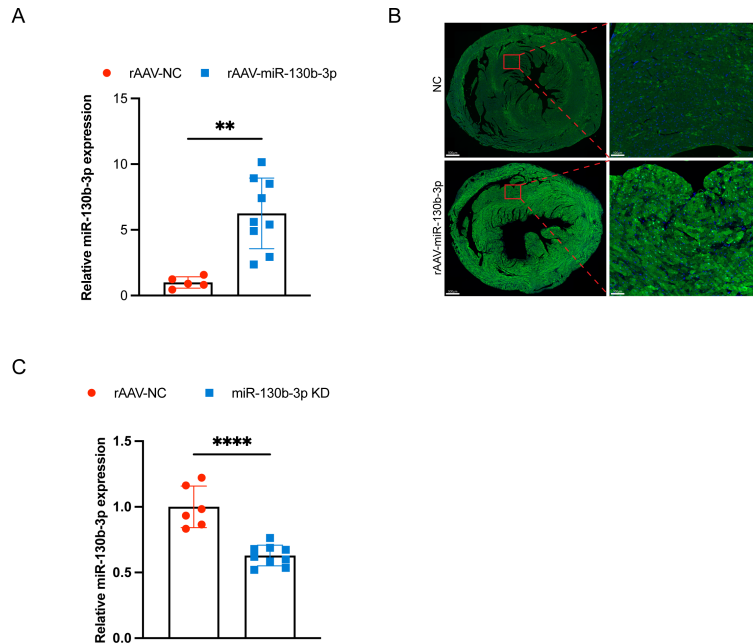 A
rAAV-NC rAAV-miR-130b-3p
Relative miR-130b-3p expression
15
10
5
0
**
B
NC
rAAV-miR-130b-3p
C
rAAV-NC miR-130b-3p KD
Relative miR-130b-3p expression
1.5
1.0
0.5
0.0
****